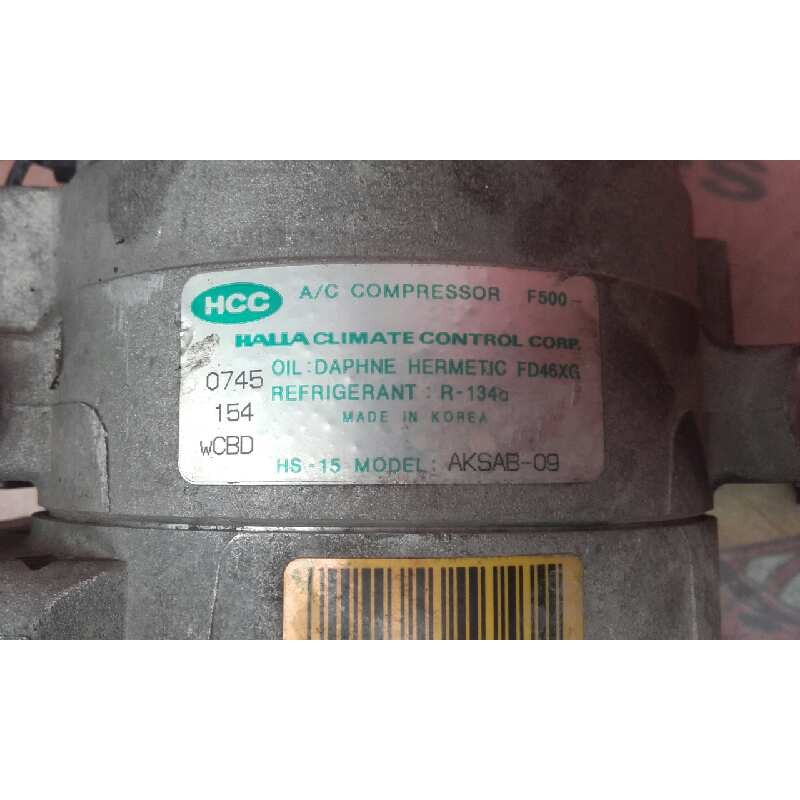 HCC A/C COMPRESSOR F500-
HALLA CLIMATE CONTROL CORP.
OIL : DAPHNE HERMETIC FD46XG
0745
REFRIGERANT : R-134a
154
MADE IN KOREA
wCBD
HS-15 MODEL : AKSAB-09
S